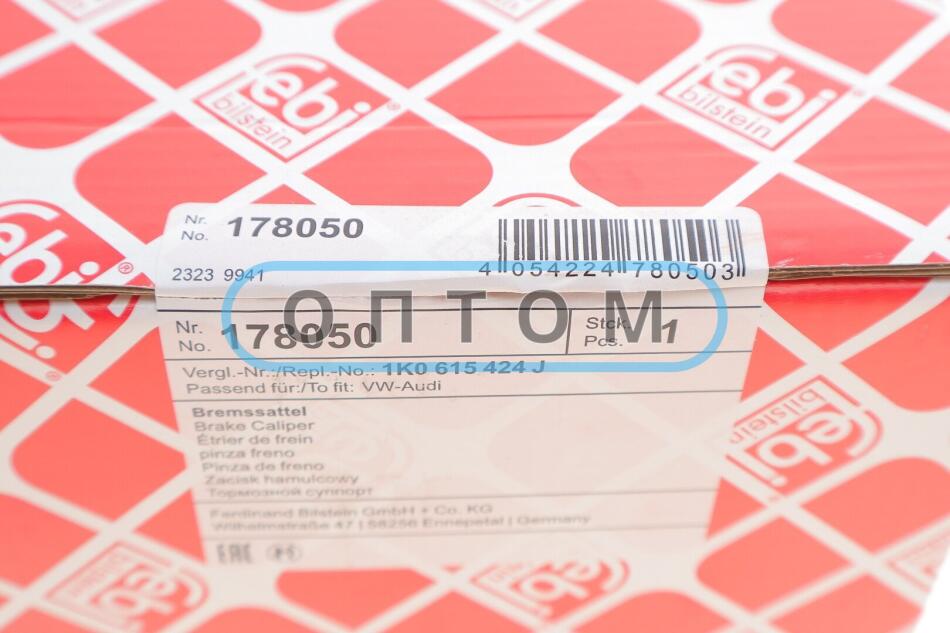 febi
bilstein
febi
bilstein
febi
Nr. 178050
No.
2323 9941
4 054224 780503
ОПТОМ
Nr. 178050
No.
Stck. 1
Pcs.
Vergl.-Nr.:/Repl.-No.: 1K0 615 424 J
Passend für:/To fit: VW-Audi
Bremssattel
Brake Caliper
Étrier de frein
pinza freno
Pinza de freno
Zacisk hamulcowy
Тормозной суппорт
Ferdinand Bilstein GmbH + Co. KG
Wilhelmstraße 47 | 58256 Ennepetal | Germany
EAC
febi
bilstein
febi
febi